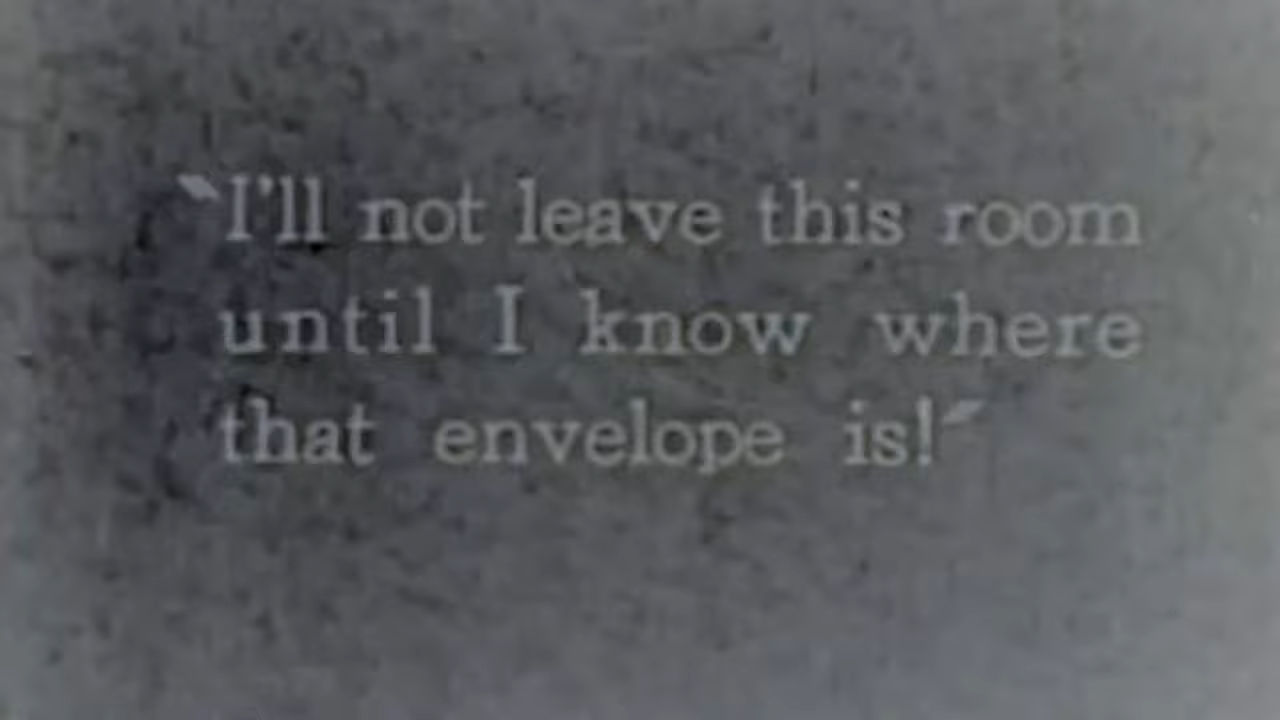 "I'll not leave this room
until I know where
that envelope is!"